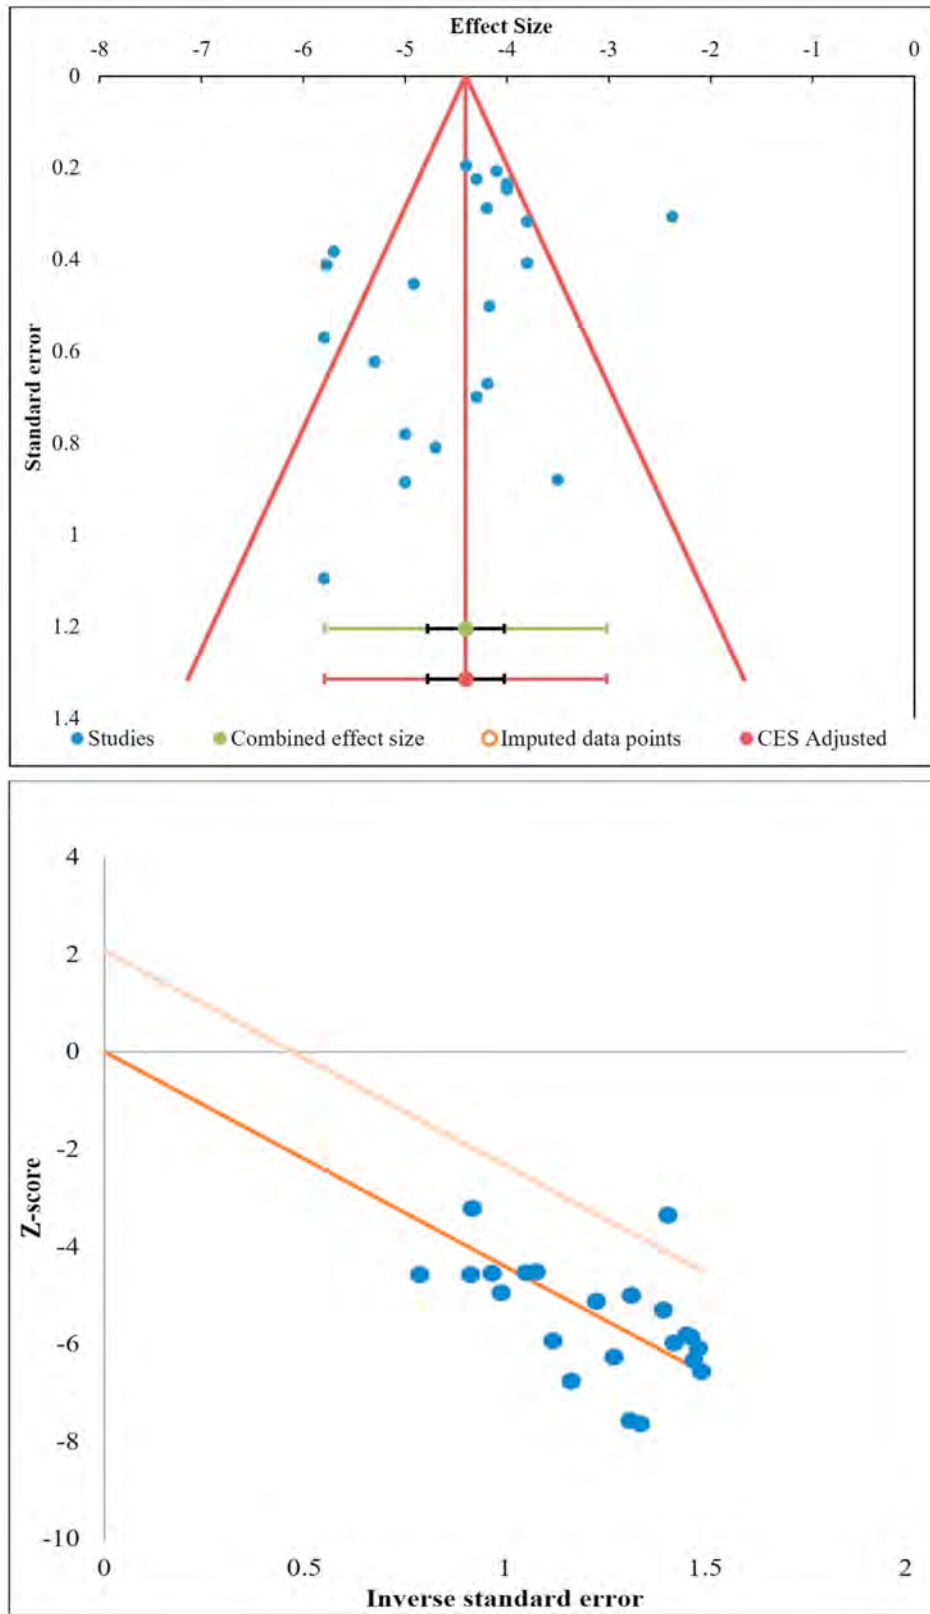 Effect Size
-8 -7 -6 -5 -4 -3 -2 -1 0
0
0.2
0.4
0.6
0.8
1
1.2
1.4
Standard error
Studies Combined effect size Imputed data points CES Adjusted
4
2
0
-2
-4
-6
-8
-10
Z-score
0 0.5 1 1.5 2
Inverse standard error